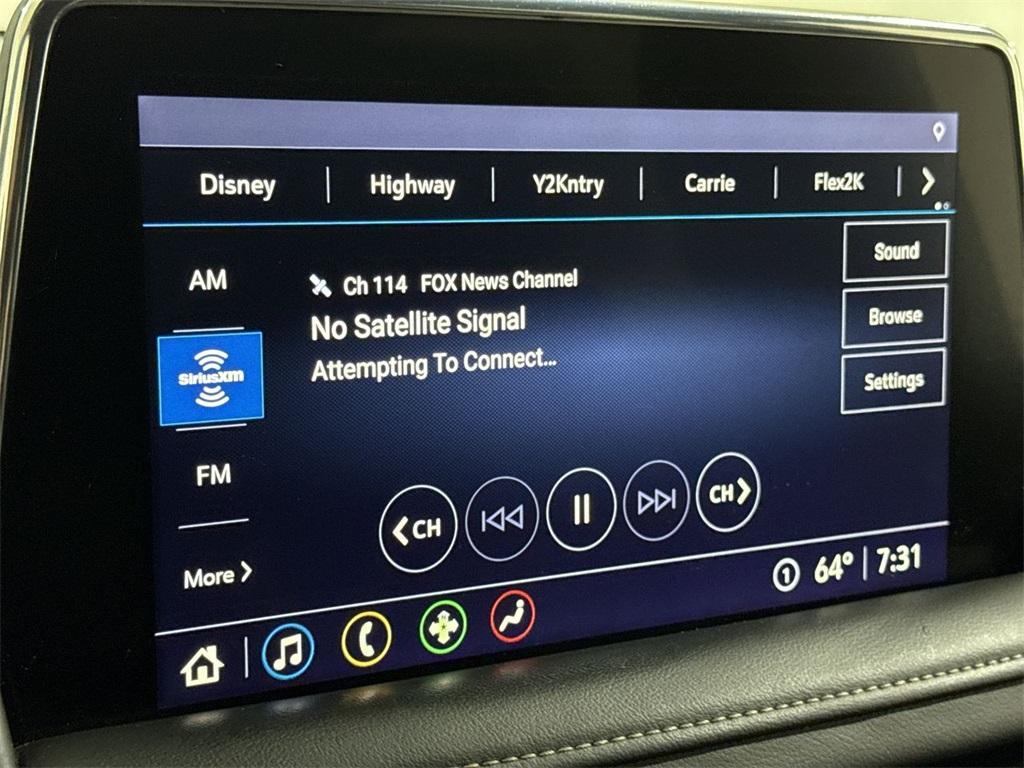 Disney | Highway | Y2Kntry | Carrie | Flex2K
AM
SiriusXM
FM
More
Ch 114 FOX News Channel
No Satellite Signal
Attempting To Connect...
Sound
Browse
Settings
CH
CH
1 64° | 7:31